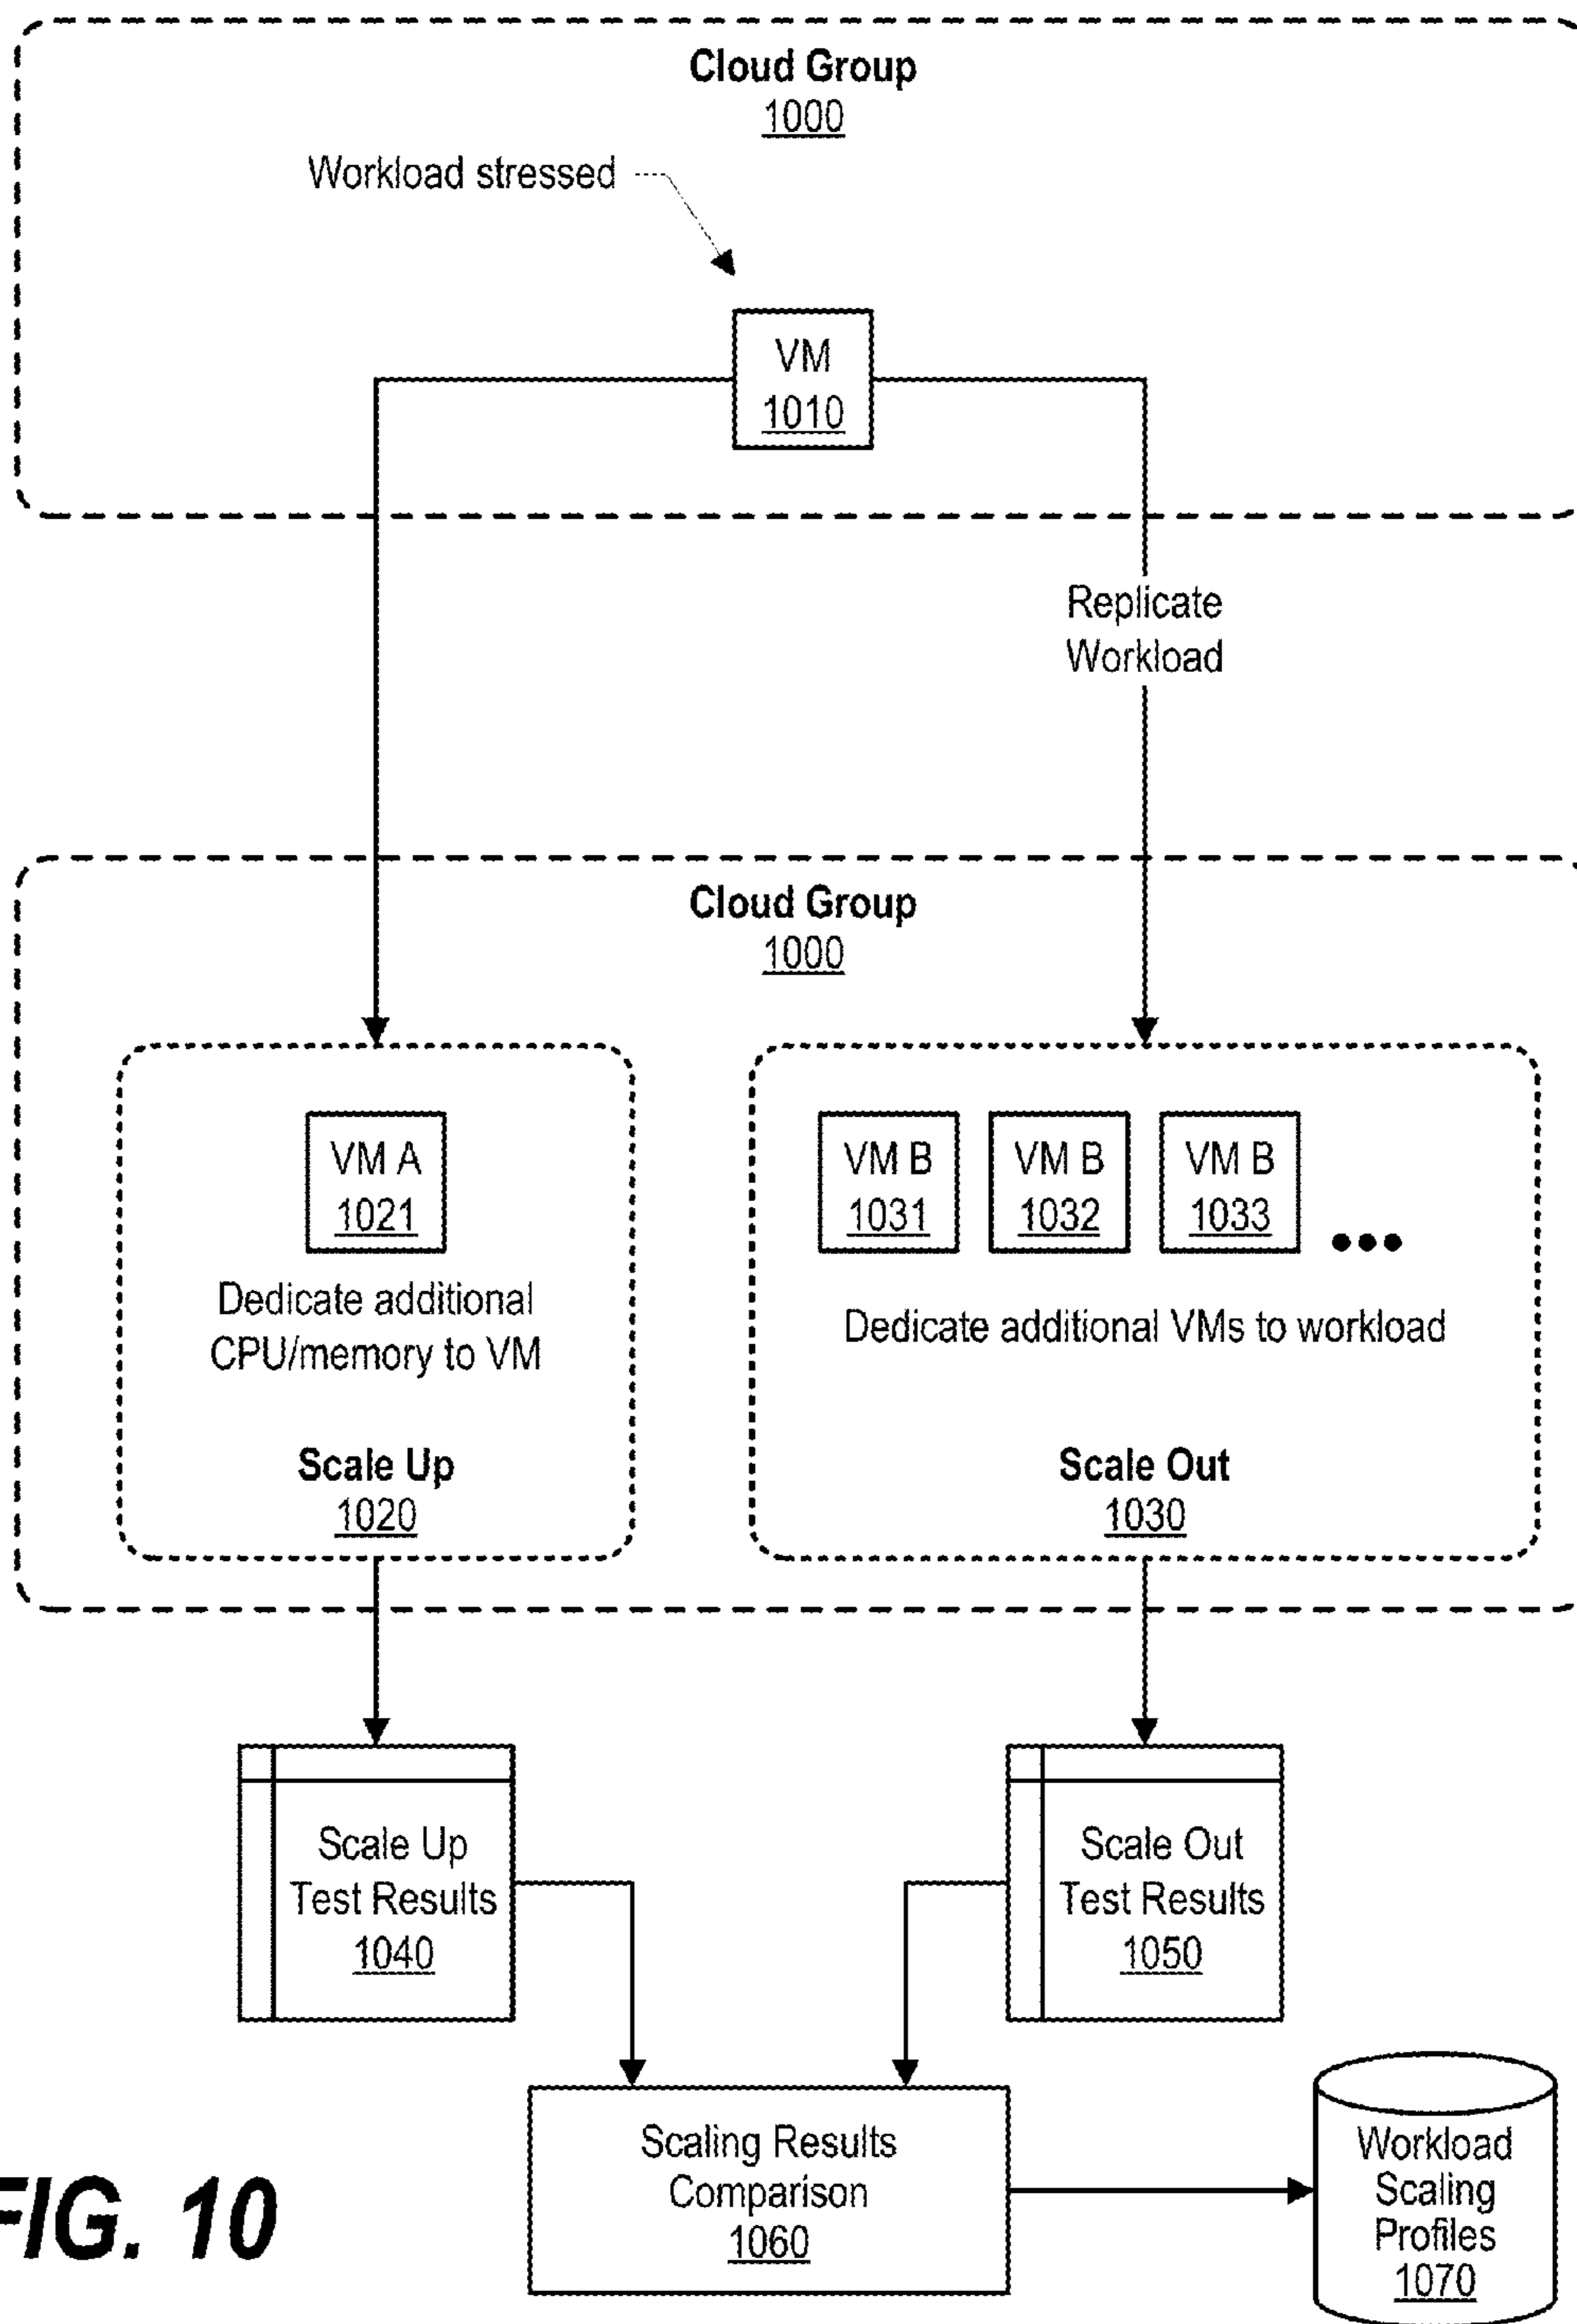 Cloud Group
1000
Workload stressed
VM
1010
Replicate
Workload
Cloud Group
1000
VM A
1021
Dedicate additional
CPU/memory to VM
Scale Up
1020
VM B
1031
VM B
1032
VM B
1033
•••
Dedicate additional VMs to workload
Scale Out
1030
Scale Up
Test Results
1040
Scale Out
Test Results
1050
Scaling Results
Comparison
1060
Workload
Scaling
Profiles
1070
FIG. 10